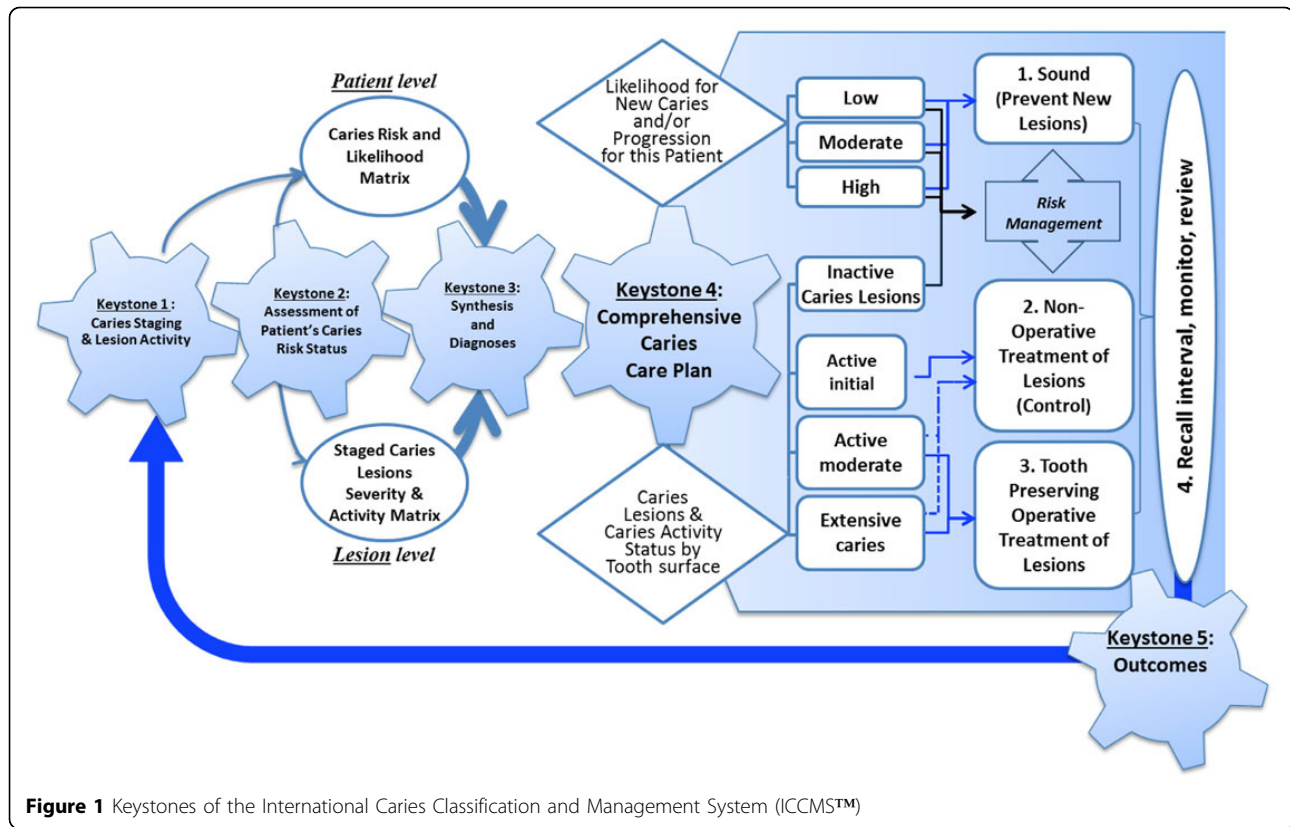 Patient level
Caries Risk and
Likelihood
Matrix
Keystone 1:
Caries Staging
& Lesion Activity
Keystone 2:
Assessment of
Patient's Caries
Risk Status
Keystone 3:
Synthesis
and
Diagnoses
Staged Caries
Lesions
Severity &
Activity Matrix
Lesion level
Keystone 4:
Comprehensive
Caries
Care Plan
Likelihood for
New Caries
and/or
Progression
for this Patient
Low
Moderate
High
Inactive
Caries Lesions
Active
initial
Active
moderate
Extensive
caries
Caries
Lesions &
Caries Activity
Status by
Tooth surface
1. Sound
(Prevent New
Lesions)
Risk
Management
2. Non-
Operative
Treatment of
Lesions
(Control)
3. Tooth
Preserving
Operative
Treatment of
Lesions
4. Recall interval, monitor, review
Keystone 5:
Outcomes
Figure 1 Keystones of the International Caries Classification and Management System (ICCMS™)